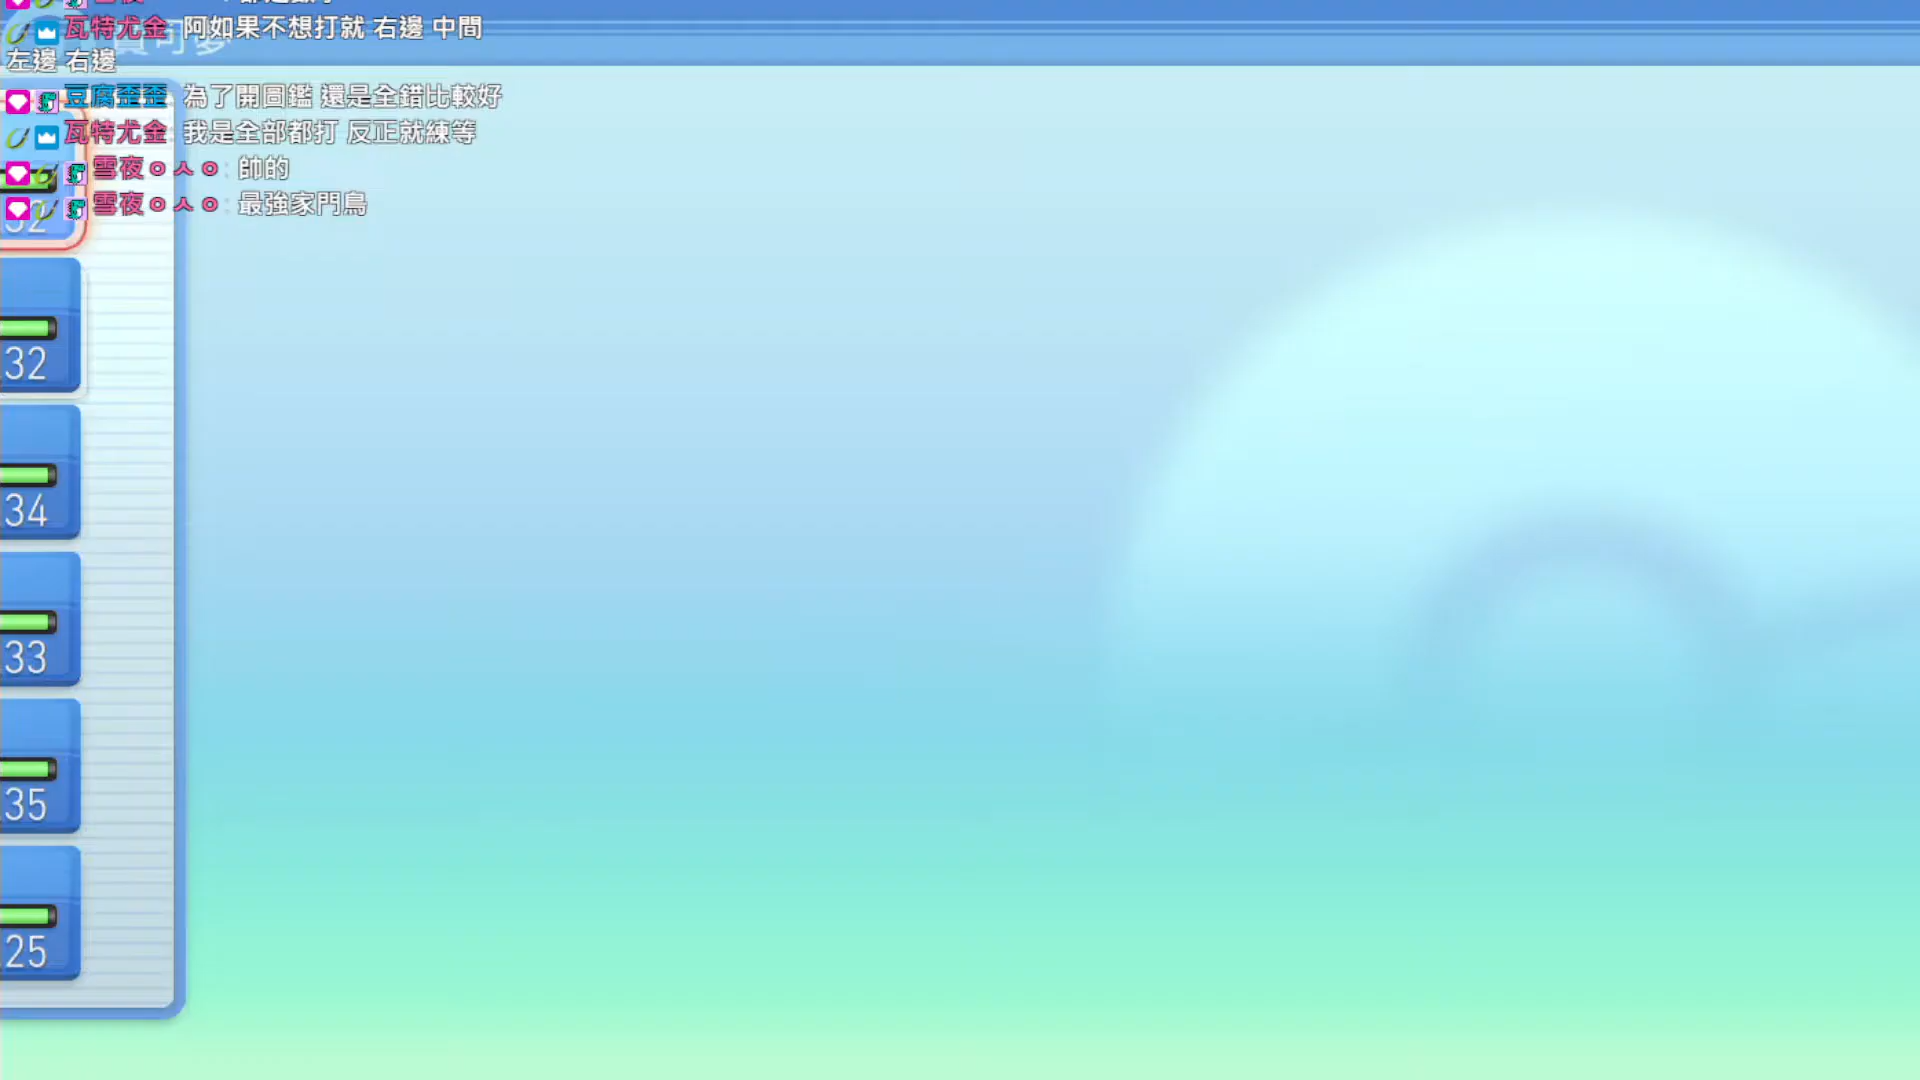 瓦特尤金: 阿如果不想打就 右邊 中間
左邊 右邊
豆腐歪歪: 為了開圖鑑 還是全錯比較好
瓦特尤金: 我是全部都打 反正就練等
雪夜ㅇㅅㅇ: 帥的
雪夜ㅇㅅㅇ: 最強家門鳥
32
32
34
33
35
25